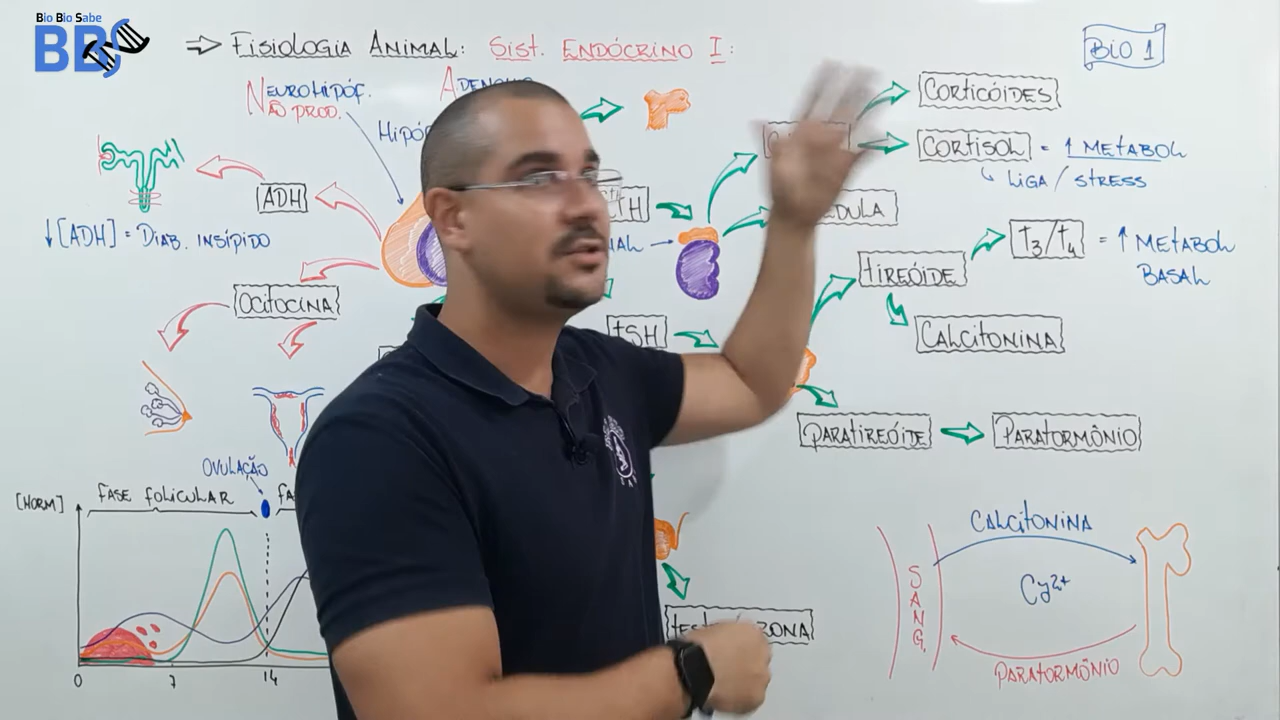 Bio Bio Sabe
BBS
⇒ Fisiologia Animal: Sist. Endócrino I:
Bio 1
Neurohipóf.
Não prod.
Corticóides
Cortisol = ↑ Metabol
Liga / Stress
ADH
↓[ADH] = Diab. insípido
T3/T4 = ↑ Metabol
Basal
Tireóide
Ocitocina
TSH
Calcitonina
Paratireóide
Paratormônio
Ovulação
[Horm]
Fase folicular
Calcitonina
Sang.
Cy2+
Paratormônio
0
7
14